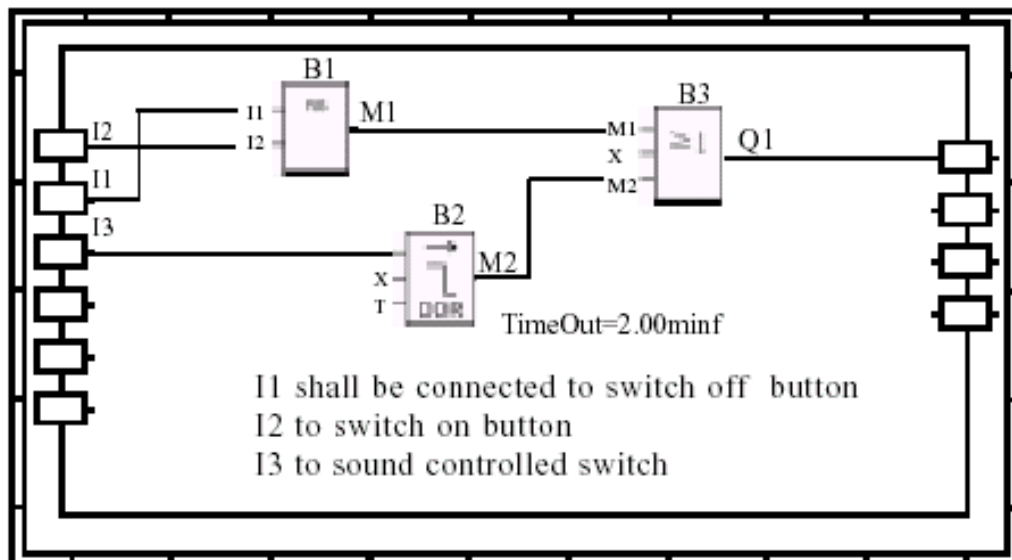 B1
I1
I2
M1
B3
M1
X
M2
≥1
Q1
I2
I1
I3
B2
X
T
M2
TimeOut=2.00minf
I1 shall be connected to switch off button
I2 to switch on button
I3 to sound controlled switch